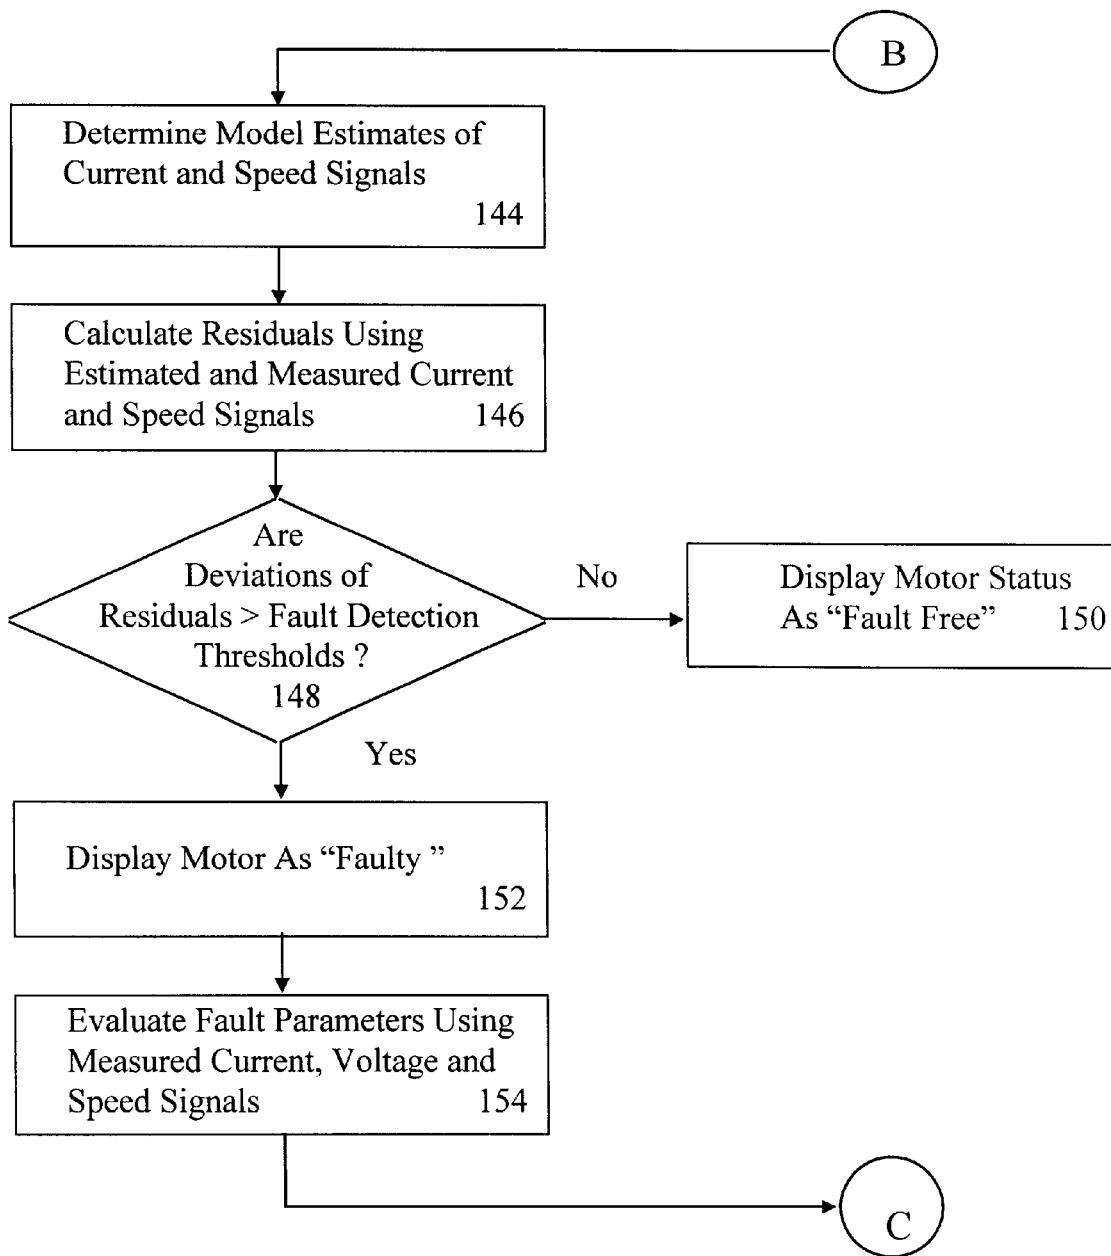 B
Determine Model Estimates of
Current and Speed Signals
144
Calculate Residuals Using
Estimated and Measured Current
and Speed Signals 146
Are
Deviations of
Residuals > Fault Detection
Thresholds ?
148
No
Display Motor Status
As “Fault Free” 150
Yes
Display Motor As “Faulty ”
152
Evaluate Fault Parameters Using
Measured Current, Voltage and
Speed Signals 154
C